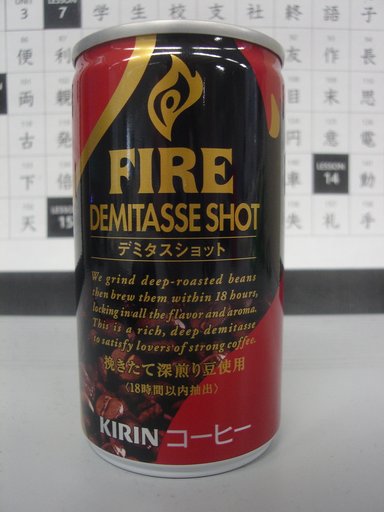 3
LESSON
7
学 生 校 支 社 終 語 子
便 利
友 作 長
両 親
目 末 思
古 発
円 意 電
下 倍
LESSON
14
動
天
15
失 礼 手
FIRE
DEMITASSE SHOT
デミタスショット
We grind deep-roasted beans
then brew them within 18 hours,
locking in all the flavor and aroma.
This is a rich, deep demitasse
to satisfy lovers of strong coffee.
挽きたて深煎り豆使用
〈18時間以内抽出〉
KIRIN コーヒー